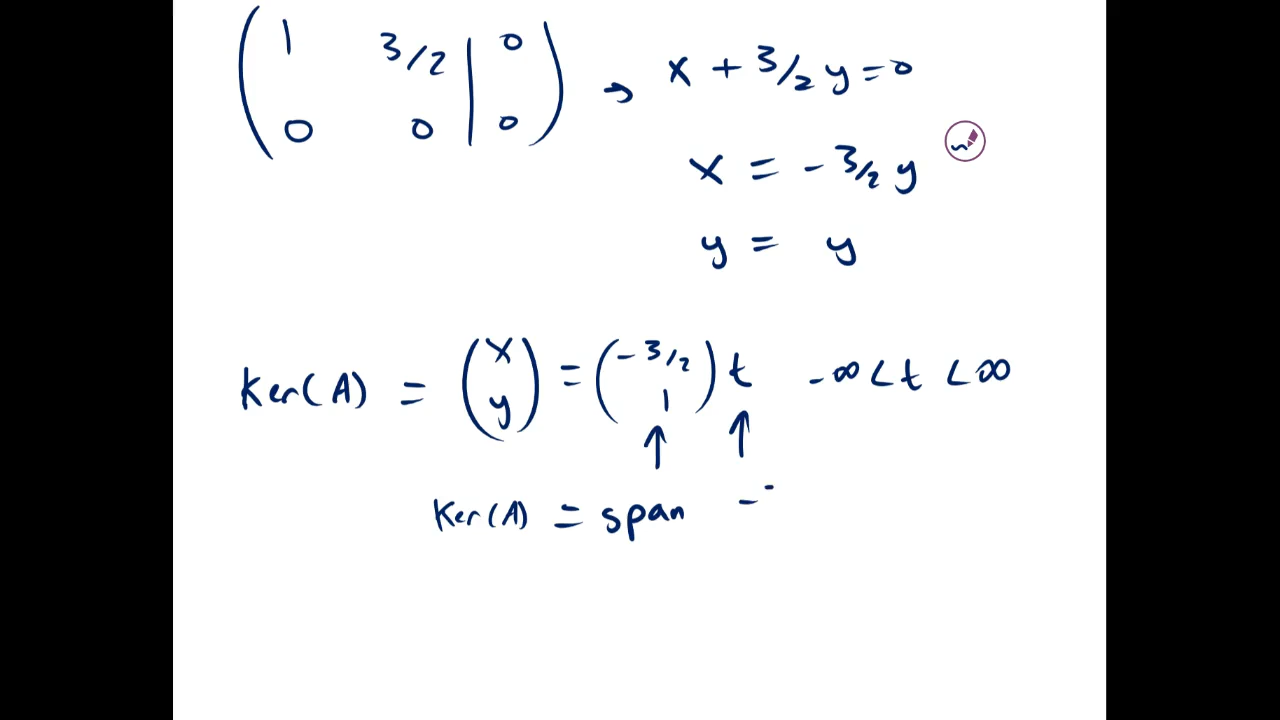 ( 1 3/2 | 0 ) → x + 3/2 y = 0
( 0 0 | 0 )
x = - 3/2 y
y = y
Ker(A) = (x y) = (- 3/2 1) t -∞ < t < ∞
↑ ↑
Ker(A) = span -